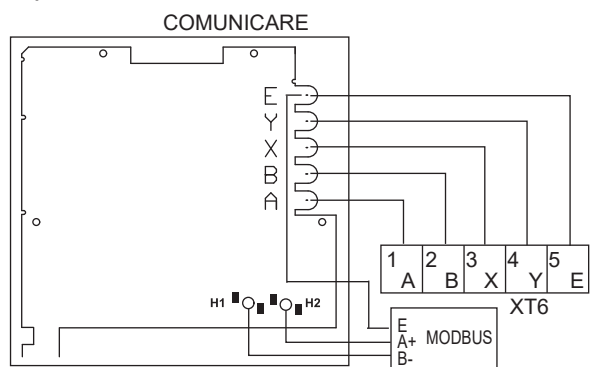 COMUNICARE
E
Y
X
B
A
1 2 3 4 5
A B X Y E
XT6
H1 H2
E
A+ MODBUS
B-